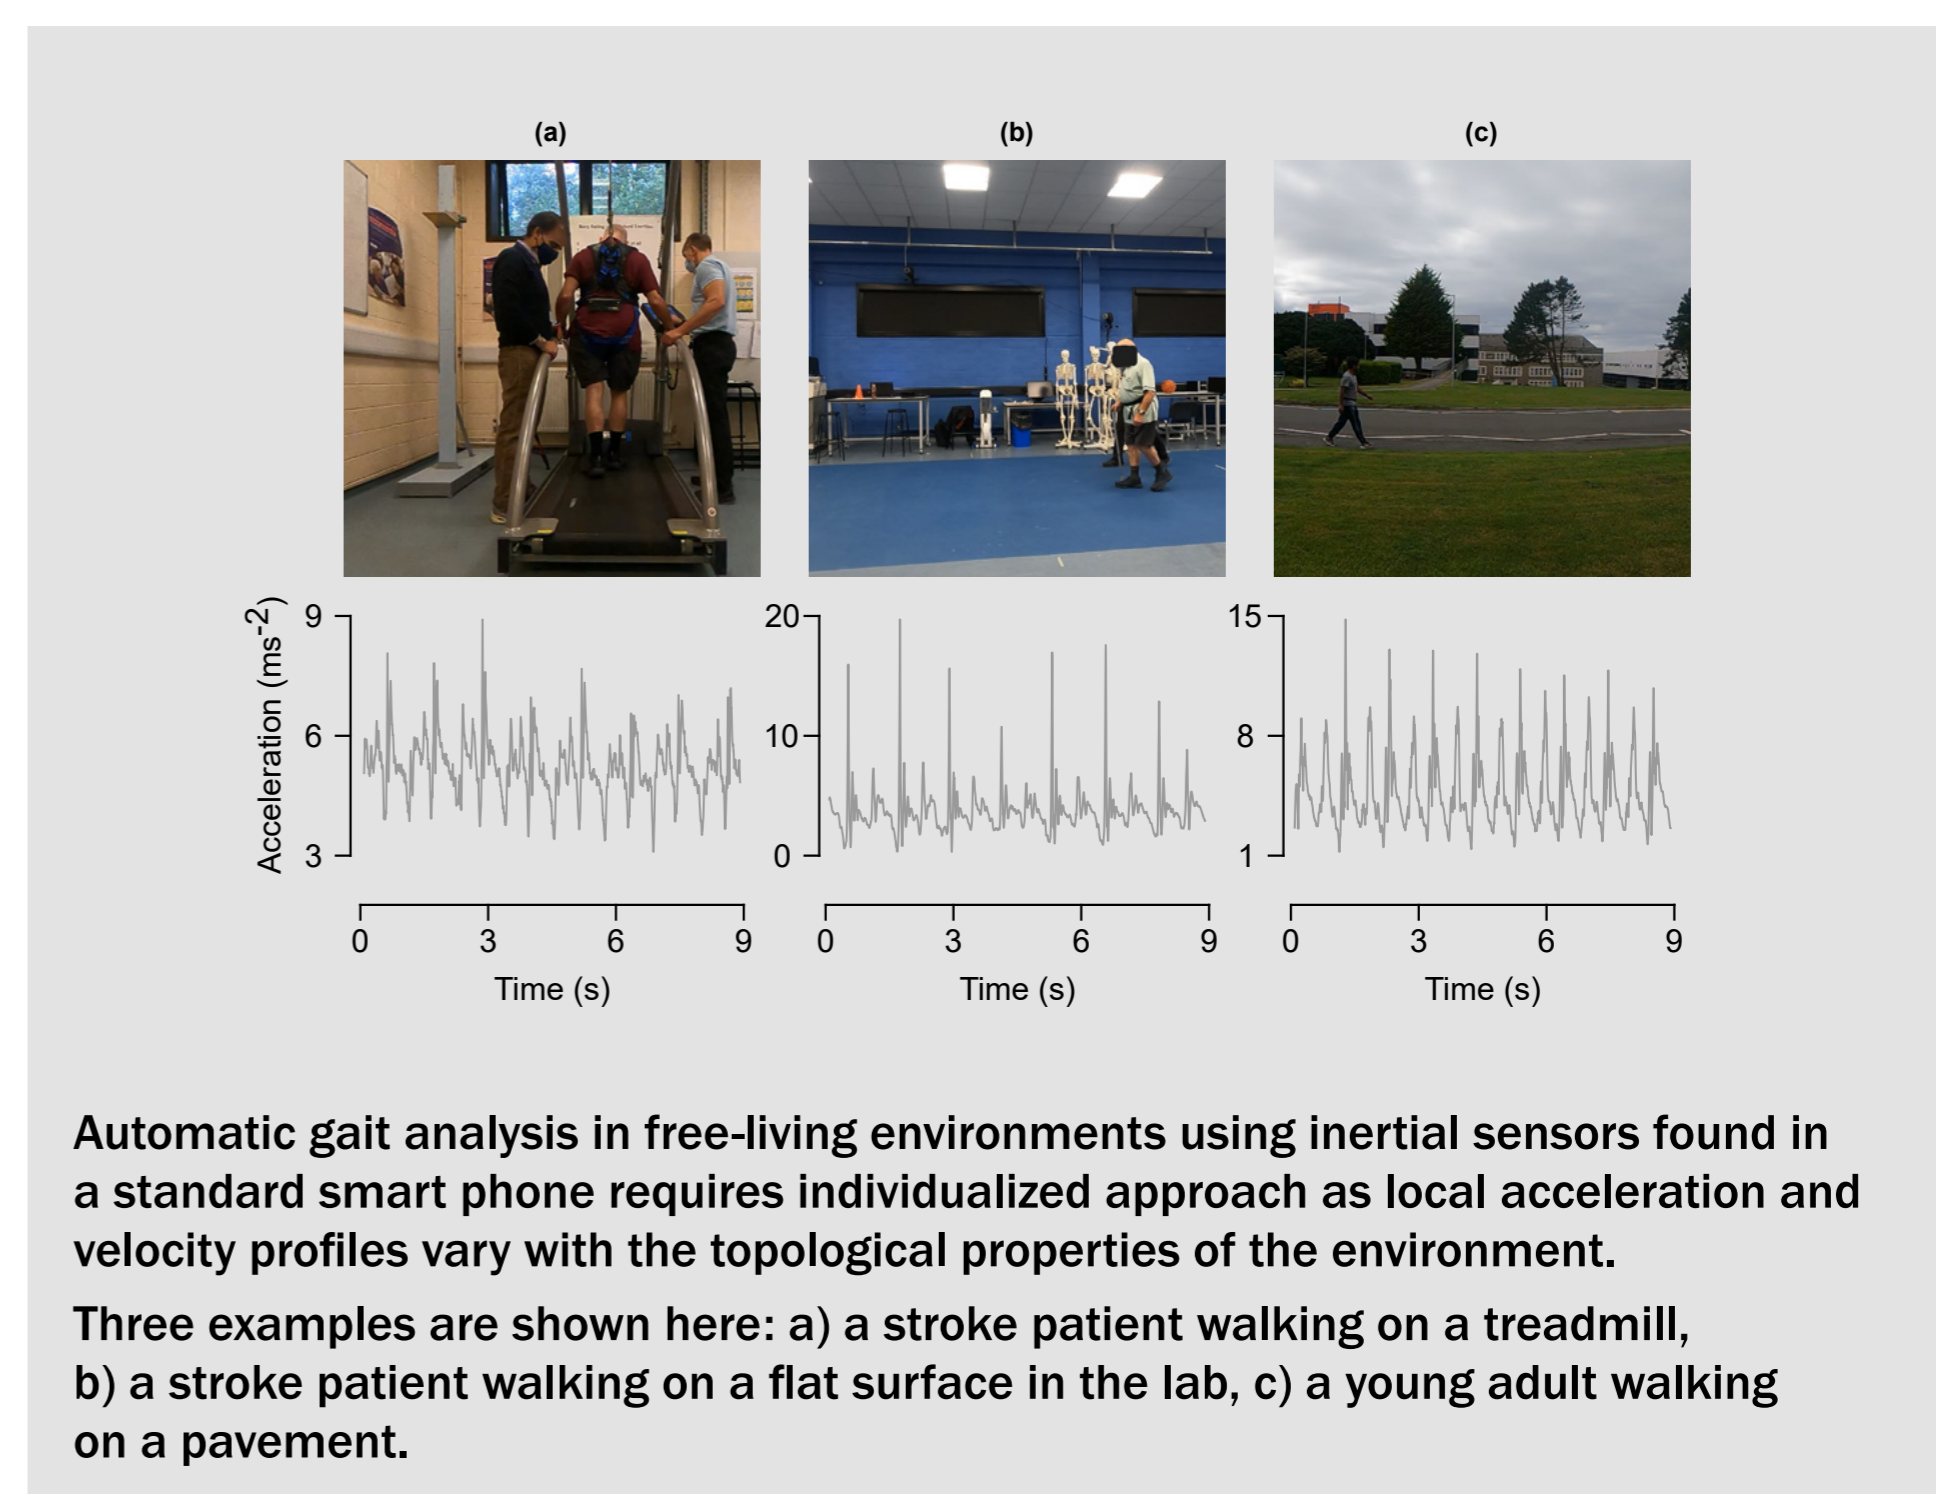 (a)
(b)
(c)
Acceleration (ms-2)
9
6
3
0
3
6
9
Time (s)
20
10
0
0
3
6
9
Time (s)
15
8
1
0
3
6
9
Time (s)
Automatic gait analysis in free-living environments using inertial sensors found in
a standard smart phone requires individualized approach as local acceleration and
velocity profiles vary with the topological properties of the environment.
Three examples are shown here: a) a stroke patient walking on a treadmill,
b) a stroke patient walking on a flat surface in the lab, c) a young adult walking
on a pavement.